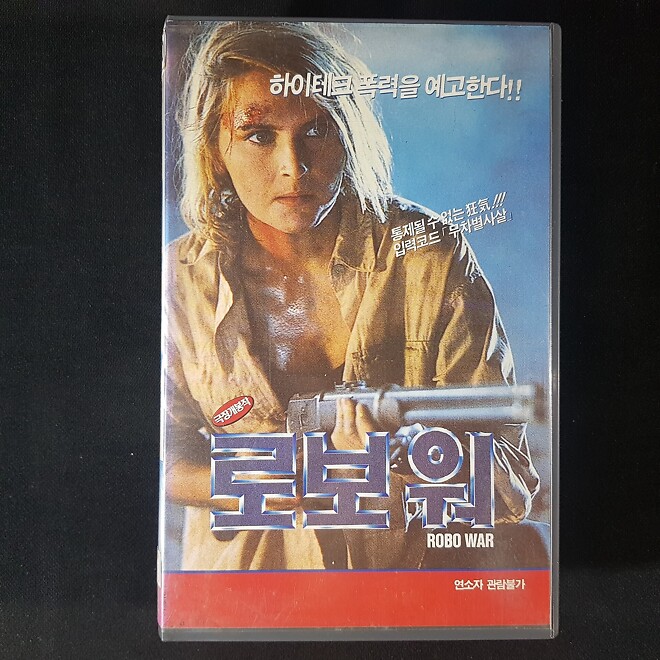 하이테크 폭력을 예고한다!!
통제될 수 없는 狂気!!!
입력코드「무차별사살」
극장개봉작
로보 워
ROBO WAR
연소자 관람불가